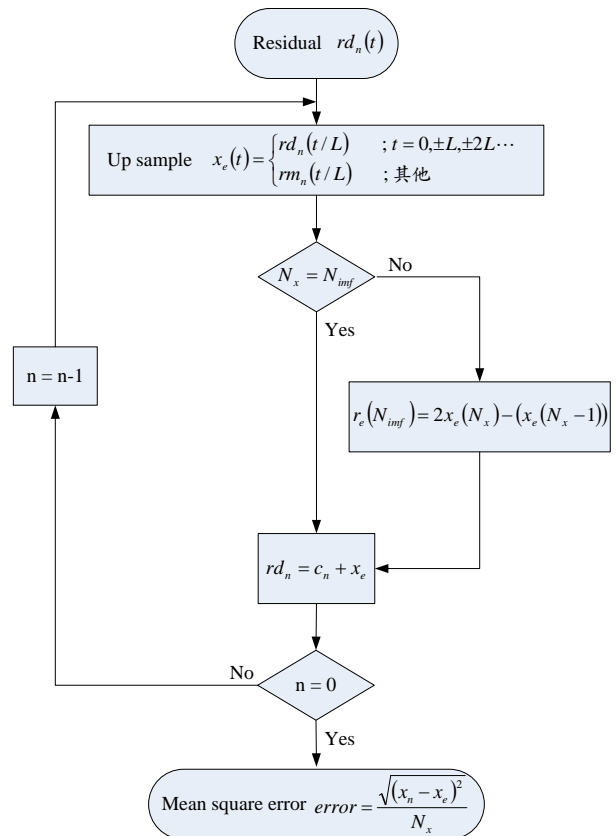 Residual rd_n(t)
Up sample x_e(t) = { rd_n(t/L) ; t = 0,±L,±2L⋯
rm_n(t/L) ; 其他
N_x = N_imf
No
Yes
n = n-1
r_e(N_imf) = 2x_e(N_x) − (x_e(N_x − 1))
rd_n = c_n + x_e
No
n = 0
Yes
Mean square error error = √(x_n − x_e)² / N_x